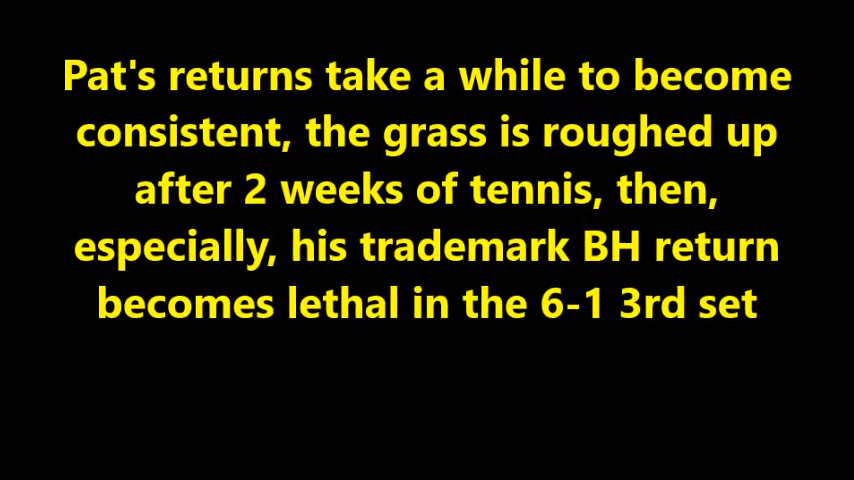 Pat's returns take a while to become
consistent, the grass is roughed up
after 2 weeks of tennis, then,
especially, his trademark BH return
becomes lethal in the 6-1 3rd set